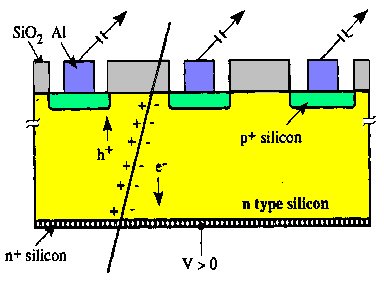 SiO2 Al
h+
e-
p+ silicon
n type silicon
n+ silicon
V > 0
+ -
+ -
+ -
+ -
+ -
+ -
+ -